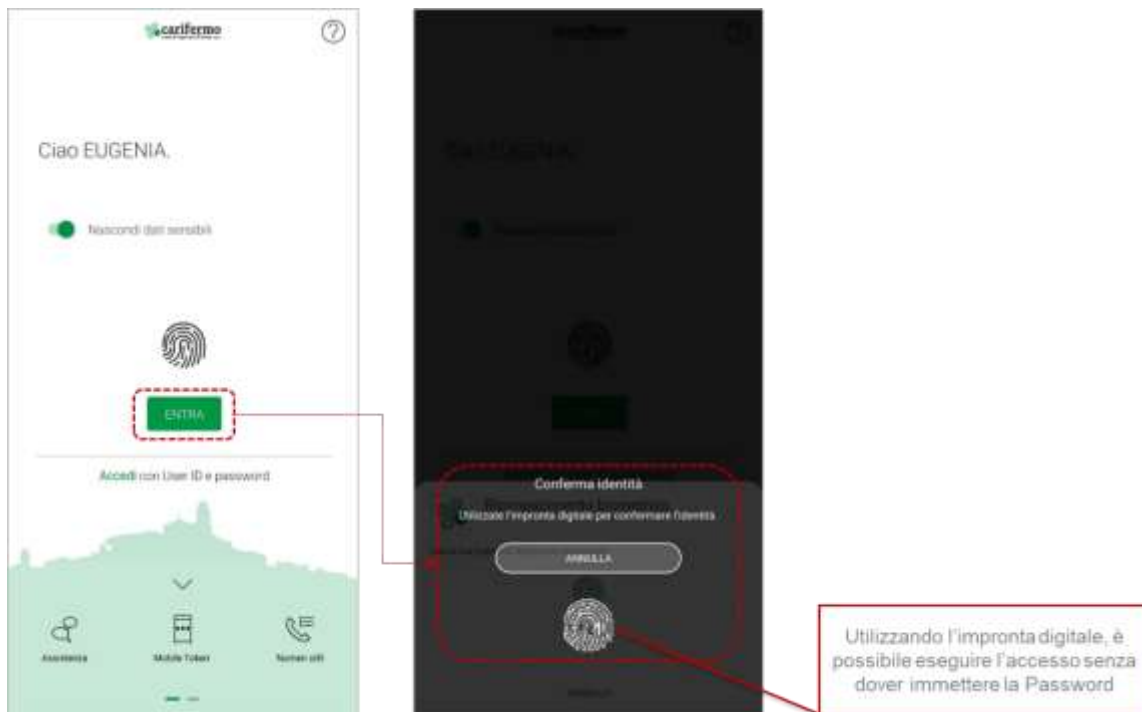 carifermo
Ciao EUGENIA.
Nascondi dati sensibili
ENTRA
Accedi con User ID e password
Assistenza
Mobile Token
Numeri utili
Conferma identità
Utilizzate l'impronta digitale per confermare l'identità
ANNULLA
Utilizzando l'impronta digitale, è
possibile eseguire l'accesso senza
dover immettere la Password